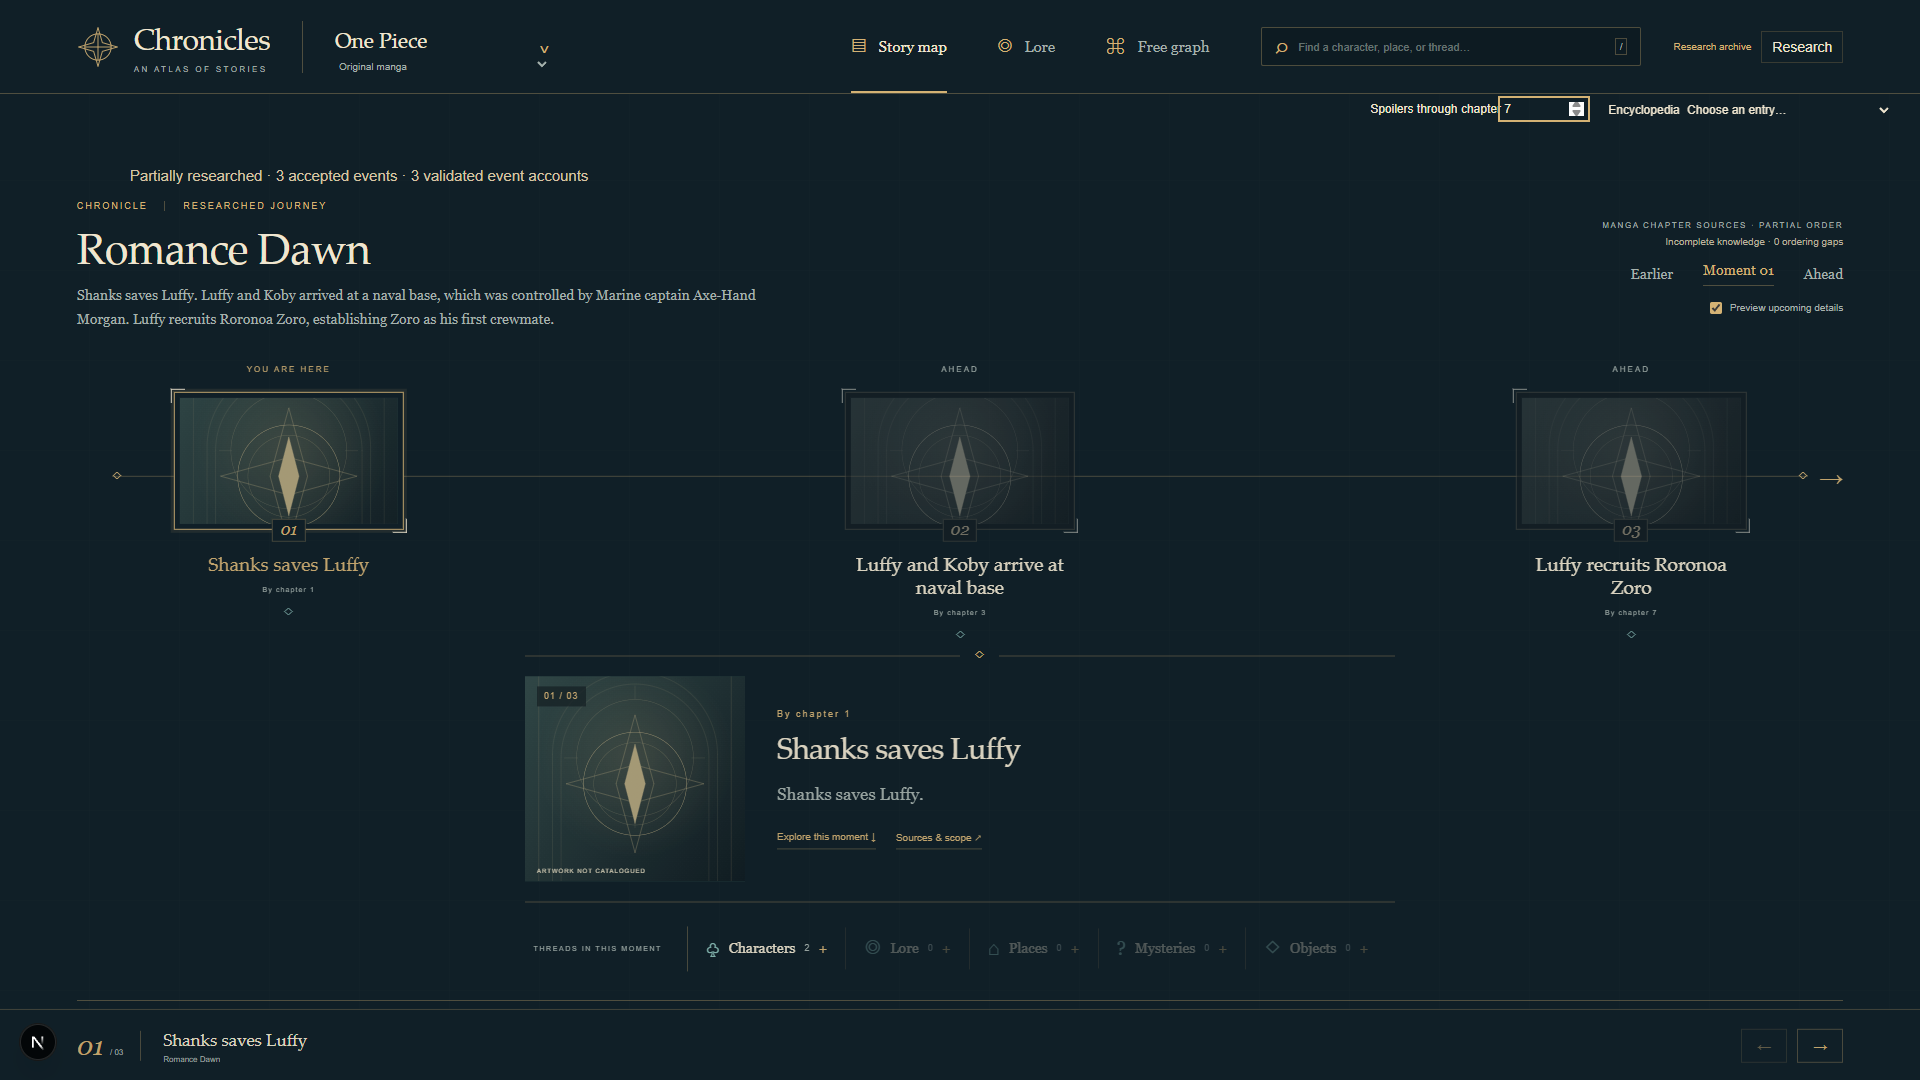 Chronicles
AN ATLAS OF STORIES
One Piece
Original manga
v
Story map
Lore
Free graph
Find a character, place, or thread...
/
Research archive
Research
Spoilers through chapter 7
Encyclopedia Choose an entry...
Partially researched · 3 accepted events · 3 validated event accounts
CHRONICLE | RESEARCHED JOURNEY
Romance Dawn
Shanks saves Luffy. Luffy and Koby arrived at a naval base, which was controlled by Marine captain Axe-Hand
Morgan. Luffy recruits Roronoa Zoro, establishing Zoro as his first crewmate.
MANGA CHAPTER SOURCES · PARTIAL ORDER
Incomplete knowledge · 0 ordering gaps
Earlier
Moment 01
Ahead
Preview upcoming details
YOU ARE HERE
AHEAD
AHEAD
01
02
03
Shanks saves Luffy
By chapter 1
Luffy and Koby arrive at
naval base
By chapter 3
Luffy recruits Roronoa
Zoro
By chapter 7
01 / 03
ARTWORK NOT CATALOGUED
By chapter 1
Shanks saves Luffy
Shanks saves Luffy.
Explore this moment ↓
Sources & scope ↗
THREADS IN THIS MOMENT
Characters 2 +
Lore 0 +
Places 0 +
? Mysteries 0 +
Objects 0 +
N
01 / 03
Shanks saves Luffy
Romance Dawn
← →